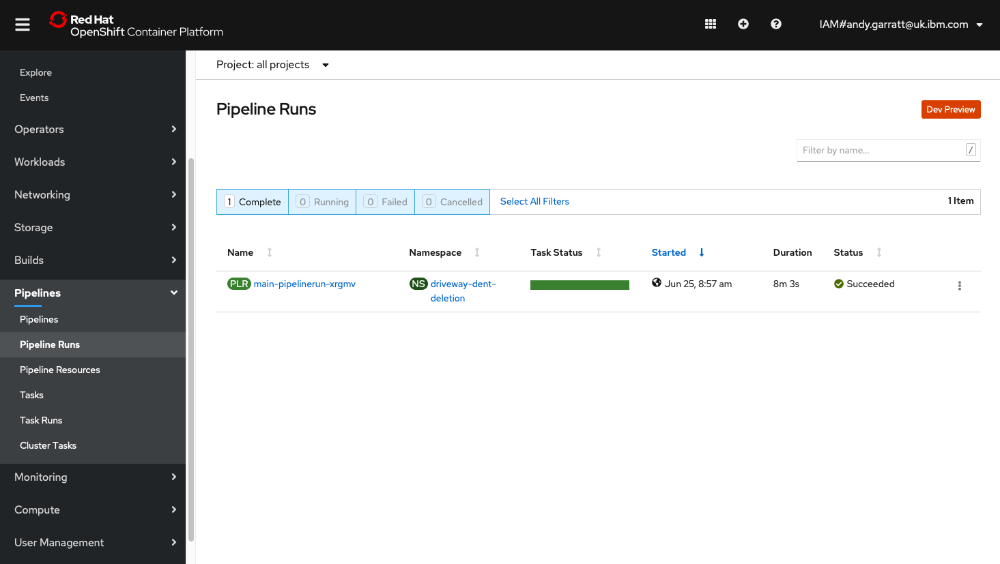 Red Hat
OpenShift Container Platform
IAM#andy.garratt@uk.ibm.com
Explore
Events
Operators
Workloads
Networking
Storage
Builds
Pipelines
Pipelines
Pipeline Runs
Pipeline Resources
Tasks
Task Runs
Cluster Tasks
Monitoring
Compute
User Management
Project: all projects
Pipeline Runs
Dev Preview
Filter by name...
/
1 Complete
0 Running
0 Failed
0 Cancelled
Select All Filters
1 Item
Name
Namespace
Task Status
Started
Duration
Status
PLR main-pipelinerun-xrgmv
NS driveway-dent-
deletion
Jun 25, 8:57 am
8m 3s
Succeeded